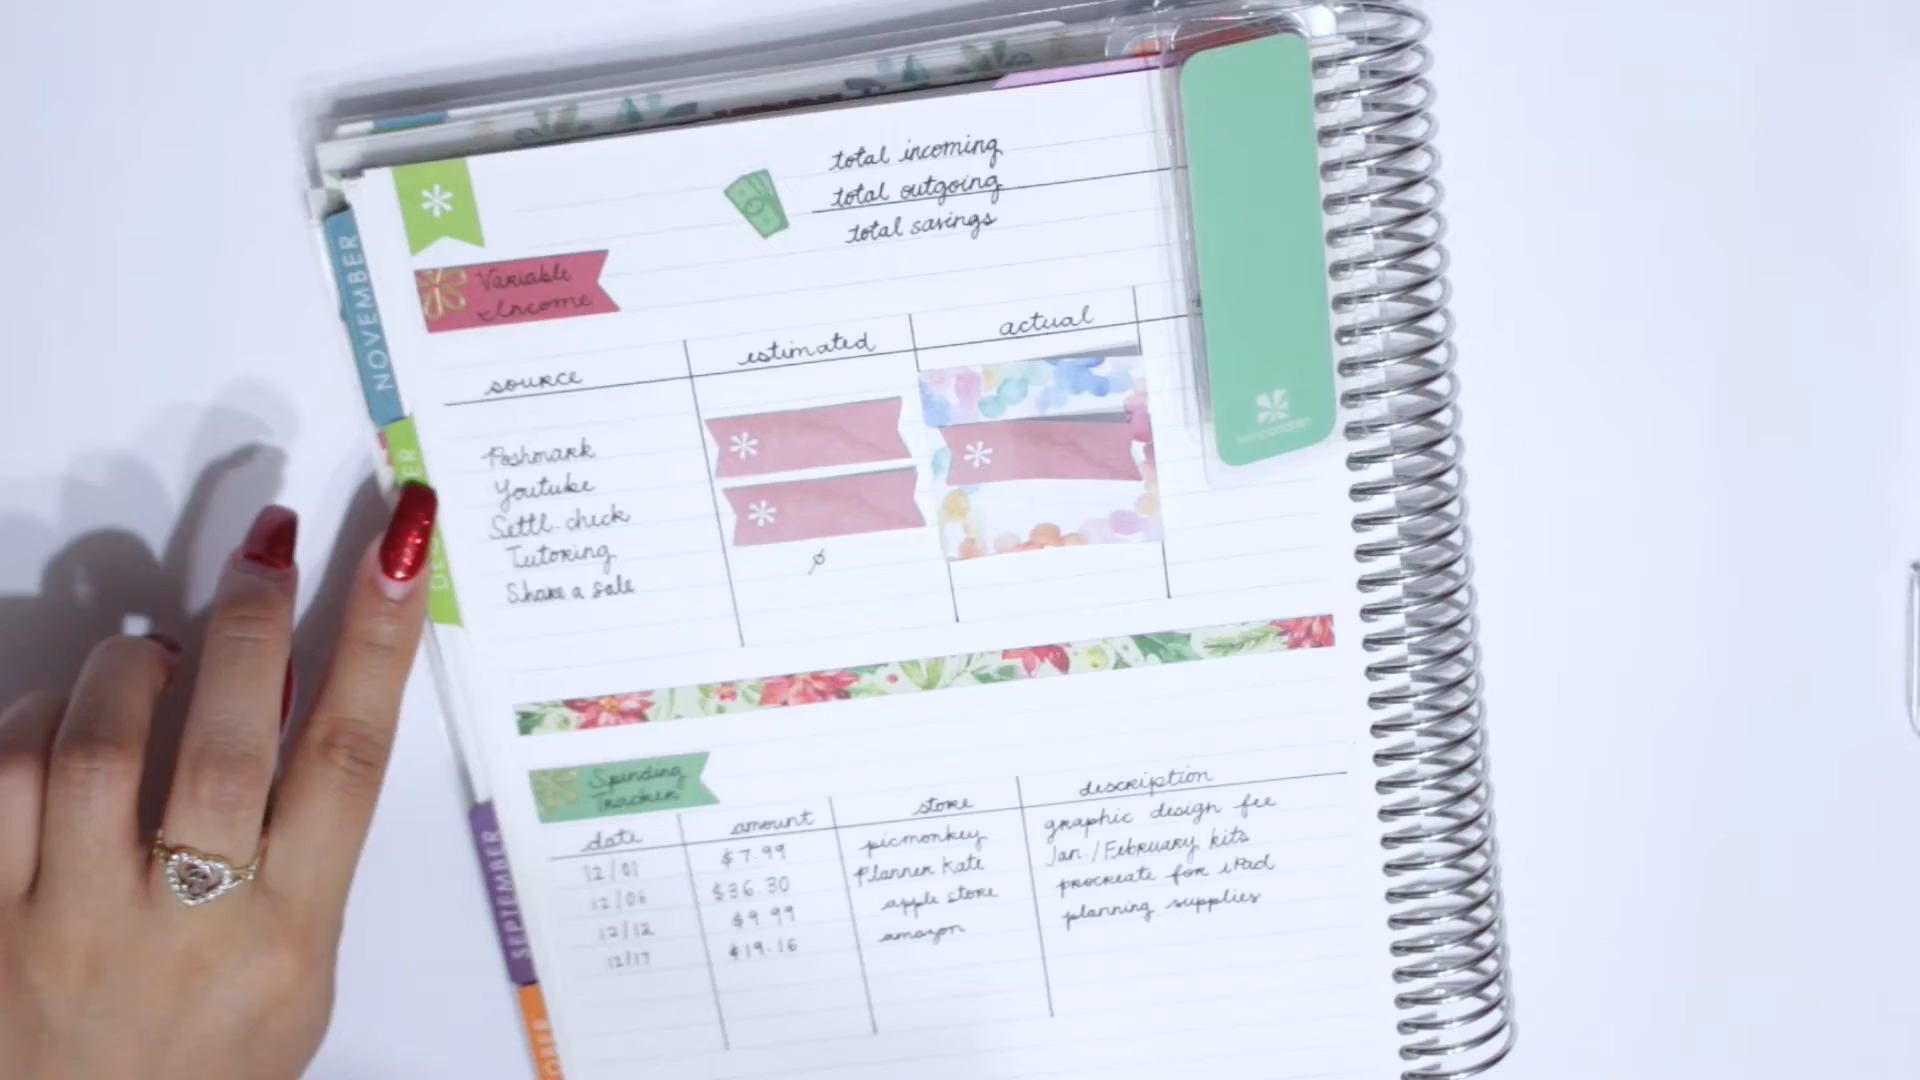 total incoming
total outgoing
total savings
NOVEMBER
Variable
Income
source estimated actual
Poshmark
Youtube
Settl. check
Tutoring ø
Share a sale
Spending
Tracker
date amount store description
12/01 $7.99 picmonkey graphic design fee
12/06 $36.30 Planner Kate Jan./February kits
12/12 $9.99 apple store procreate for iPad
12/17 $19.16 amazon planning supplies
SEPTEMBER
OBER